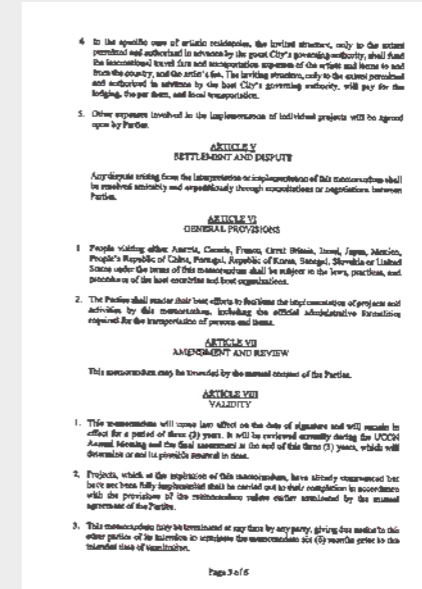 4. In the specific case of artistic residencies, the invited structure, only to the extent
permitted and authorized in advance by the guest City's governing authority, shall fund
the international travel fare and transportation expenses of the artists and items to and
from the country, and the artist's fee. The inviting structure, only to the extent permitted
and authorized in advance by the host City's governing authority, will pay for the
lodging, the per diem, and local transportation.
5. Other expenses involved in the implementation of individual projects will be agreed
upon by Parties.
ARTICLE V
SETTLEMENT AND DISPUTE
Any dispute arising from the interpretation or implementation of this memorandum shall
be resolved amicably and expeditiously through consultations or negotiations between
Parties.
ARTICLE VI
GENERAL PROVISIONS
1 People visiting either Austria, Canada, France, Great Britain, Israel, Japan, Mexico,
People's Republic of China, Portugal, Republic of Korea, Senegal, Slovakia or United
States under the terms of this memorandum shall be subject to the laws, practices, and
procedures of the host countries and host organizations.
2. The Parties shall render their best efforts to facilitate the implementation of projects and
activities by this memorandum, including the official administrative formalities
required for the transportation of persons and items.
ARTICLE VII
AMENDMENT AND REVIEW
This memorandum may be amended by the mutual consent of the Parties.
ARTICLE VIII
VALIDITY
1. This memorandum will come into effect on the date of signature and will remain in
effect for a period of three (3) years. It will be reviewed annually during the UCCN
Annual Meeting and the final assessment at the end of this three (3) years, which will
determine or not its possible renewal in time.
2. Projects, which at the expiration of this memorandum, have already commenced but
have not been fully implemented shall be carried out to their completion in accordance
with the provisions of the memorandum unless earlier terminated by the mutual
agreement of the Parties.
3. This memorandum may be terminated at any time by any party, giving due notice to the
other parties of its intention to terminate the memorandum six (6) months prior to the
intended date of termination.
Page 3 of 6